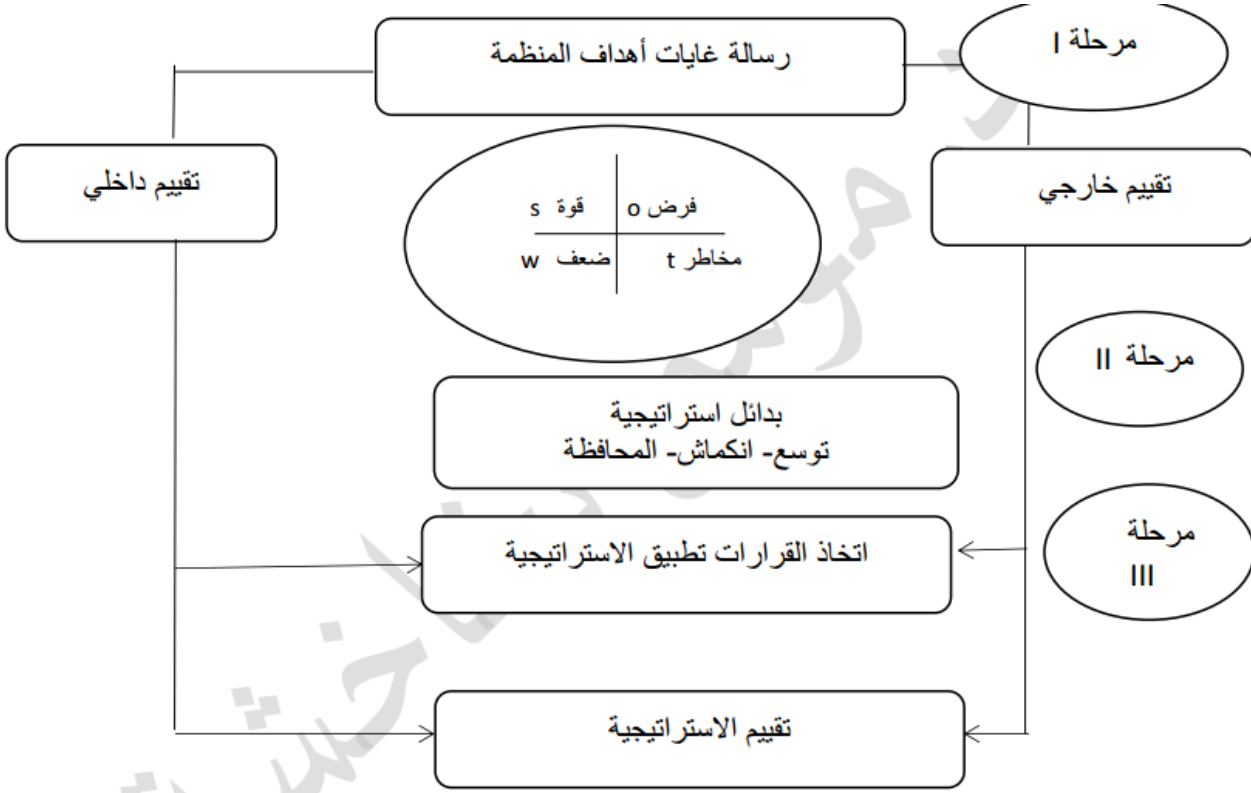 رسالة غايات أهداف المنظمة
مرحلة I
تقييم داخلي
تقييم خارجي
قوة s
فرض o
ضعف w
مخاطر t
مرحلة II
بدائل استراتيجية
توسع- انكماش- المحافظة
مرحلة
III
اتخاذ القرارات تطبيق الاستراتيجية
تقييم الاستراتيجية